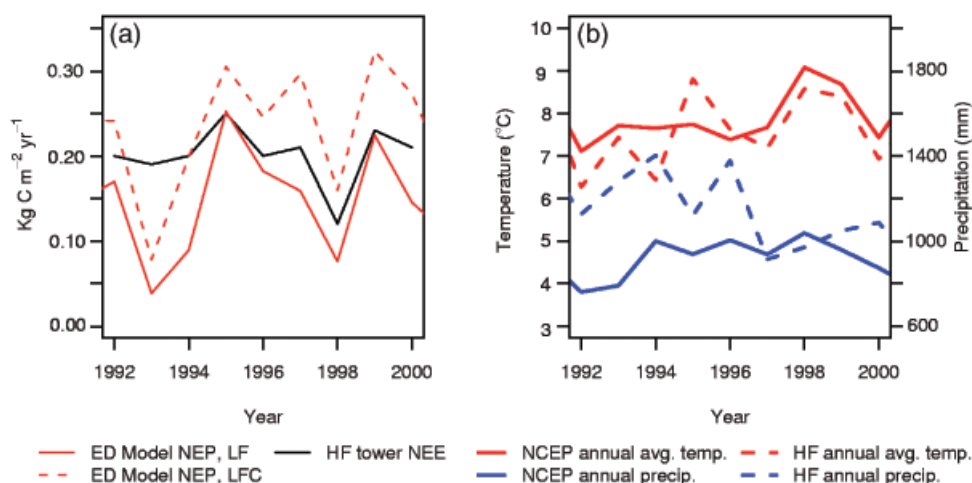 (a)
(b)
Kg C m⁻² yr⁻¹
0.30
0.20
0.10
0.00
1992
1994
1996
1998
2000
Year
Temperature (°C)
10
9
8
7
6
5
4
3
1992
1994
1996
1998
2000
Year
1800
1400
1000
600
Precipitation (mm)
ED Model NEP, LF
HF tower NEE
ED Model NEP, LFC
NCEP annual avg. temp.
HF annual avg. temp.
NCEP annual precip.
HF annual precip.